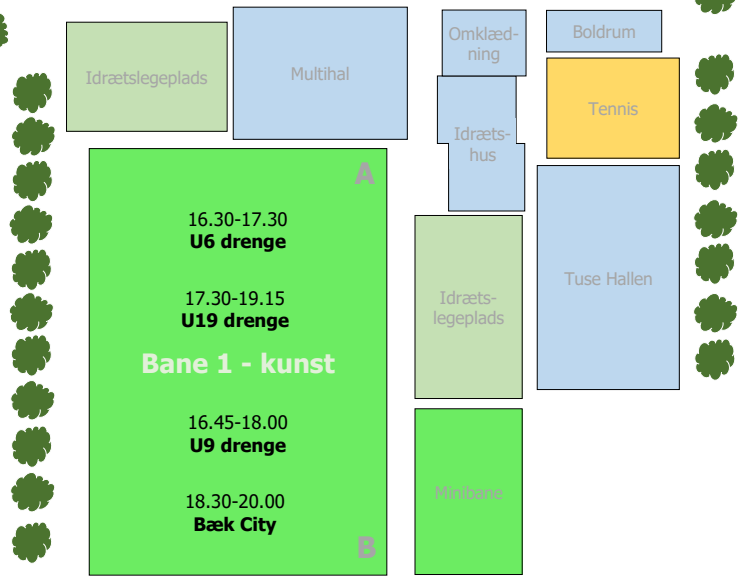 Idrætslegeplads
Multihal
Omklæd-
ning
Boldrum
Tennis
Idræts-
hus
A
16.30-17.30
U6 drenge
17.30-19.15
U19 drenge
Bane 1 - kunst
16.45-18.00
U9 drenge
18.30-20.00
Bæk City
B
Idræts-
legeplads
Tuse Hallen
Minibane